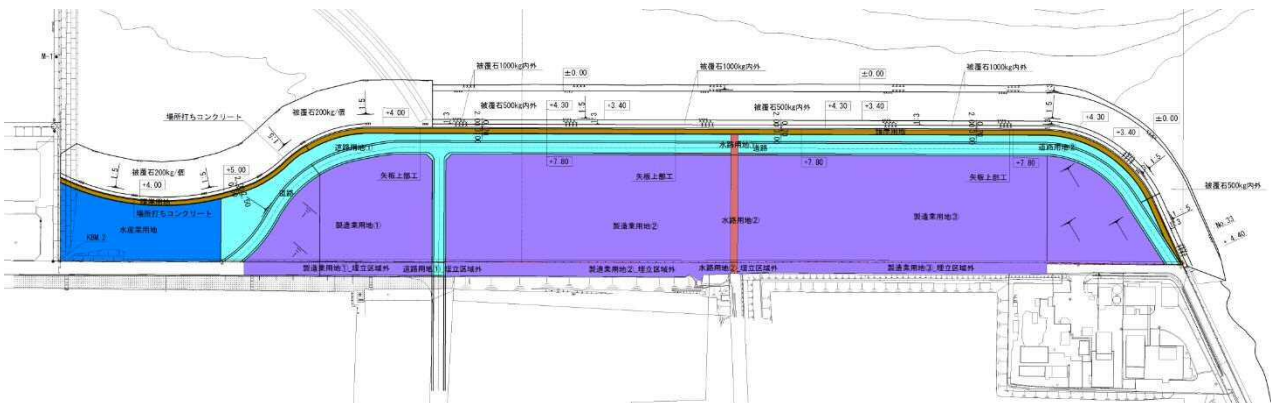 被覆石1000kg内外
被覆石1000kg内外
被覆石1000kg内外
±0.00
±0.00
M-1
被覆石200kg/個
+4.00
被覆石500kg内外
+4.30
-3.40
被覆石500kg内外
+4.30
+3.40
場所打ちコンクリート
+4.30
+3.40
±0.00
道路用地①
水路用地①
道路
道路用地②
被覆石200kg/個
+5.00
+7.80
+7.80
+7.80
+4.00
矢板上部工
矢板上部工
矢板上部工
道路
被覆石500kg内外
場所打ちコンクリート
水産業用地
製造業用地①
製造業用地②
水路用地②
製造業用地③
No.33
+4.40
KBM.2
製造業用地①_埋立区域外
道路用地①_埋立区域外
製造業用地②_埋立区域外
水路用地②_埋立区域外
製造業用地③_埋立区域外